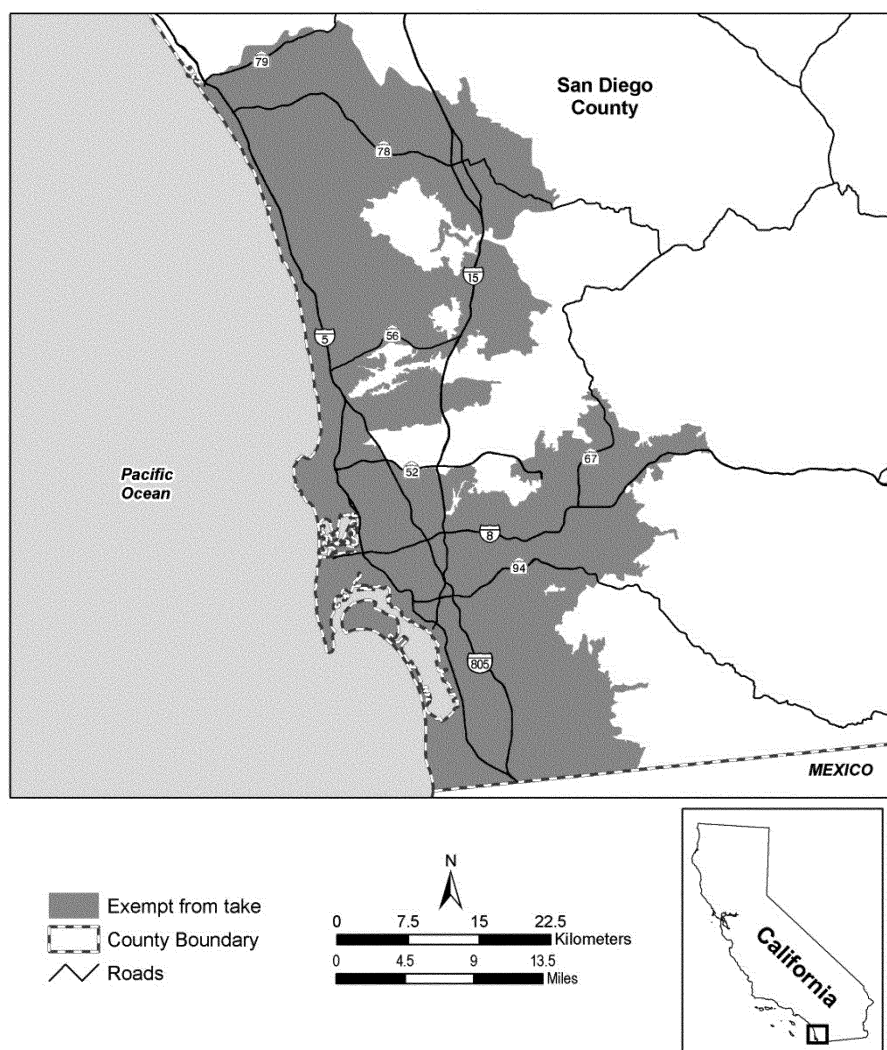 79
San Diego
County
78
15
5
56
Pacific
Ocean
67
52
8
94
805
MEXICO
N
Exempt from take
County Boundary
Roads
0 7.5 15 22.5
Kilometers
0 4.5 9 13.5
Miles
California